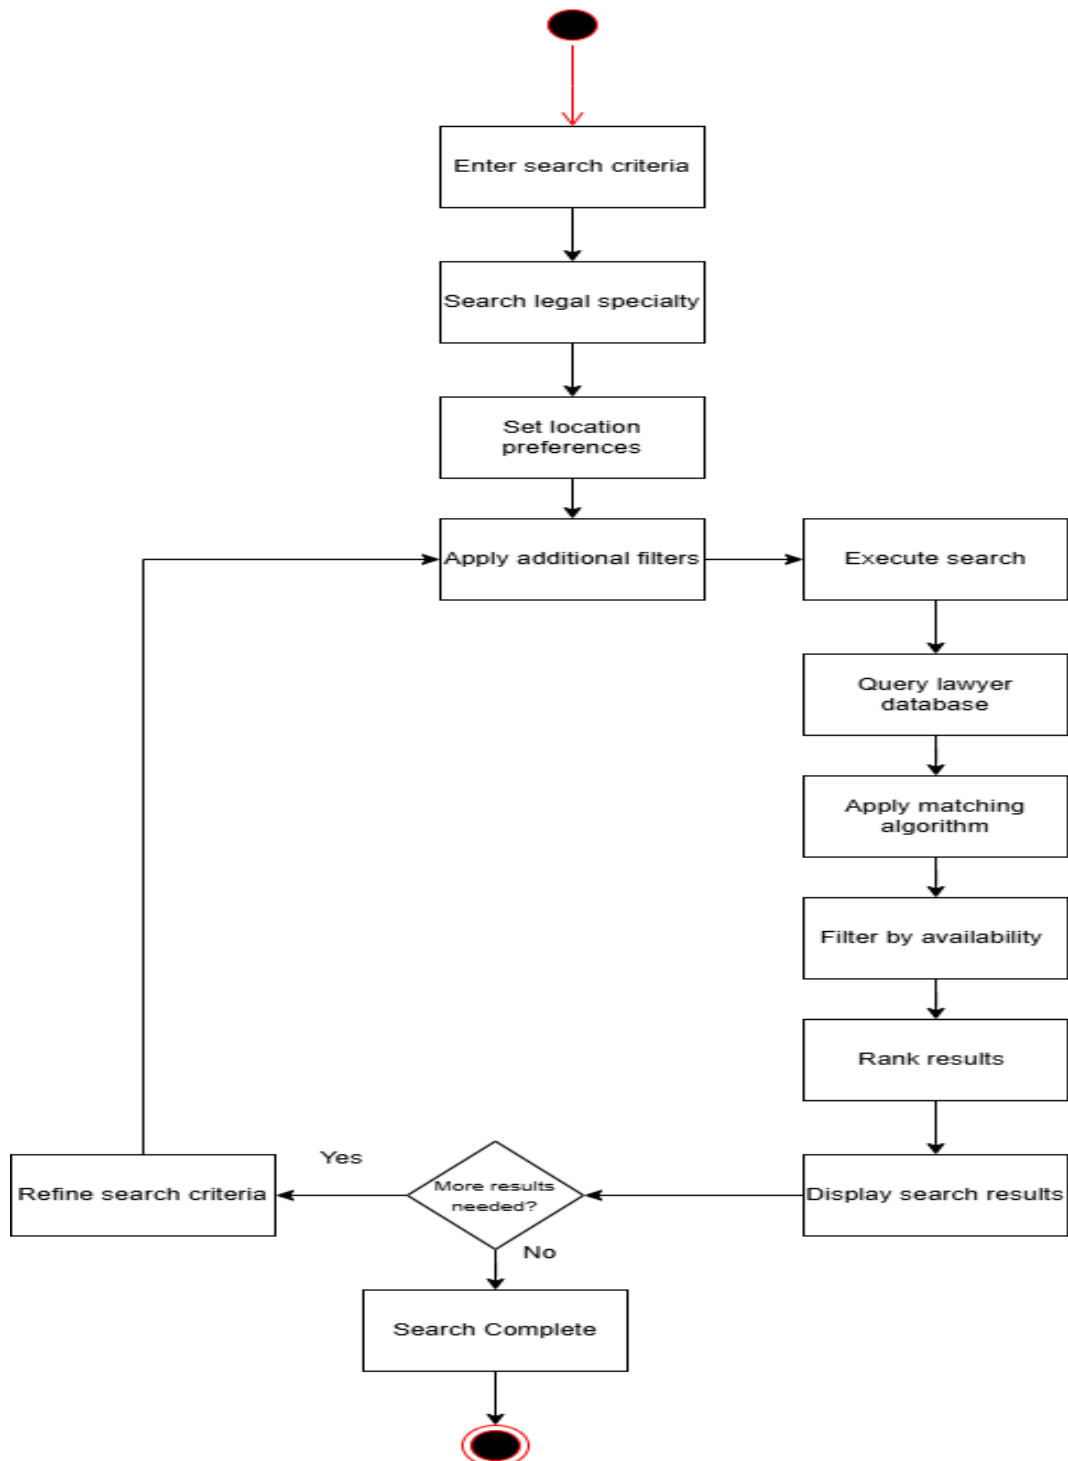 Enter search criteria
Search legal specialty
Set location
preferences
Apply additional filters
Execute search
Query lawyer
database
Apply matching
algorithm
Filter by availability
Rank results
Display search results
More results
needed?
Yes
Refine search criteria
No
Search Complete